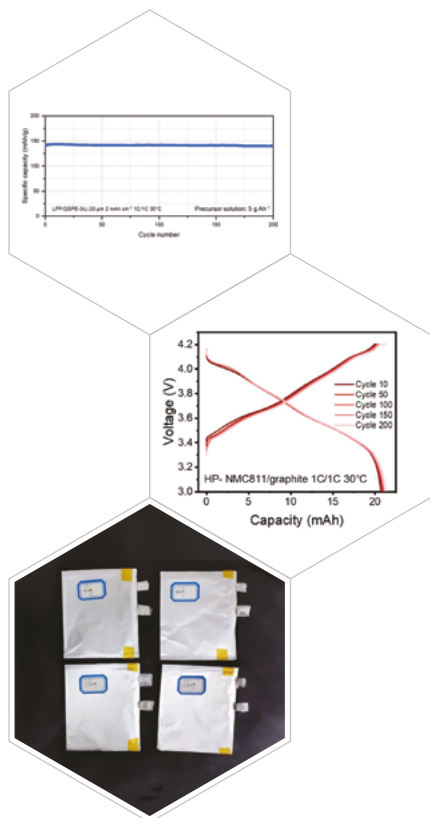 Specific capacity (mAh/g)
200
150
100
50
0
LFP/GSPE-3/Li 20 μm 2 mAh cm⁻² 1C/1C 30°C
Precursor solution: 5 g Ah⁻¹
0 50 100 150 200
Cycle number
Voltage (V)
4.2
4.0
3.8
3.6
3.4
3.2
3.0
Cycle 10
Cycle 50
Cycle 100
Cycle 150
Cycle 200
HP- NMC811/graphite 1C/1C 30℃
0 5 10 15 20
Capacity (mAh)